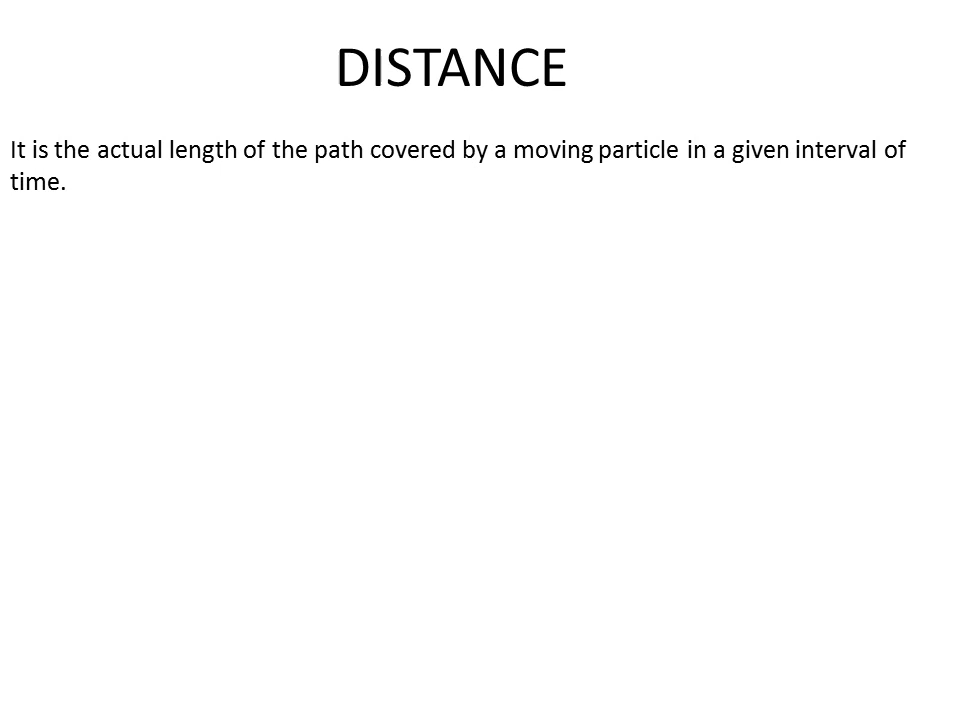 DISTANCE
It is the actual length of the path covered by a moving particle in a given interval of
time.